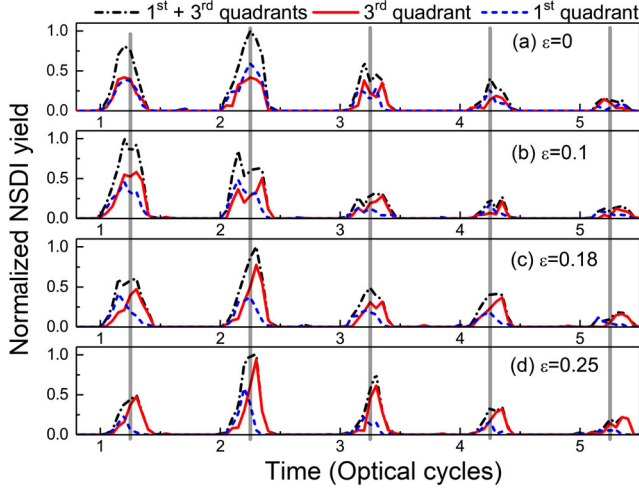 1st + 3rd quadrants 3rd quadrant 1st quadrant
Normalized NSDI yield
1.0
0.5
0.0
(a) ε=0
1 2 3 4 5
1.0
0.5
0.0
(b) ε=0.1
1 2 3 4 5
1.0
0.5
0.0
(c) ε=0.18
1 2 3 4 5
1.0
0.5
0.0
(d) ε=0.25
1 2 3 4 5
Time (Optical cycles)